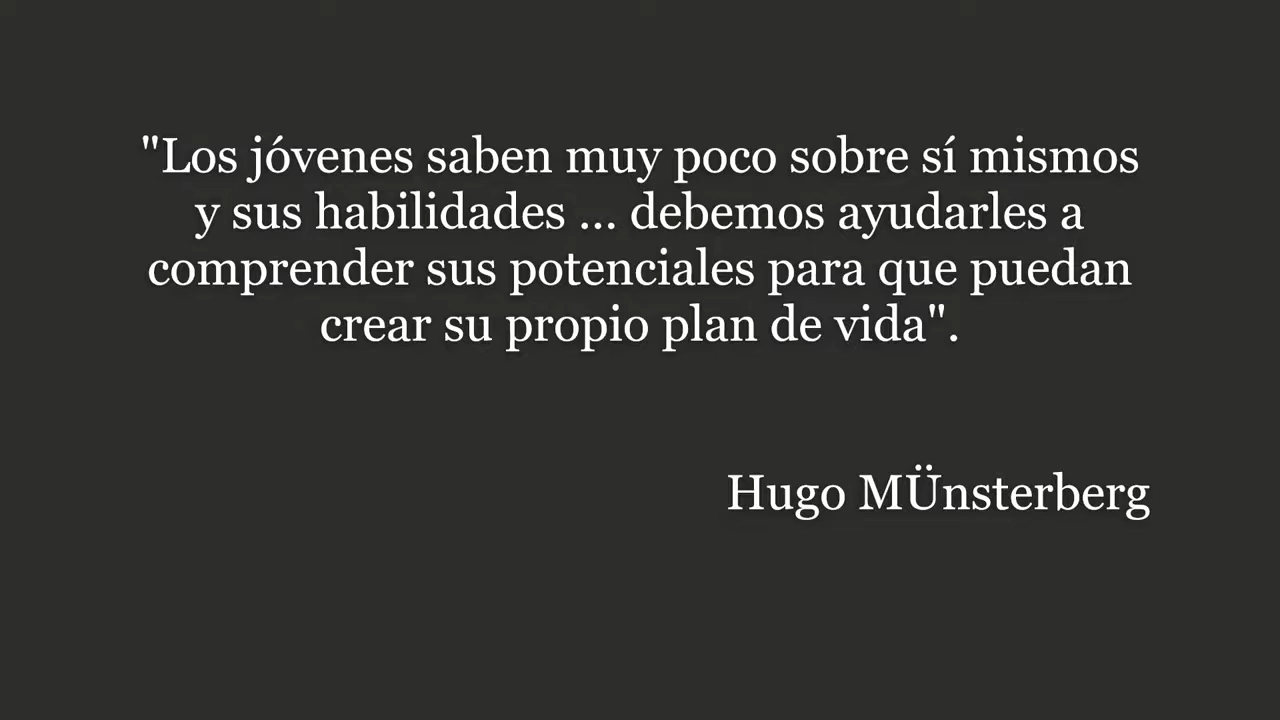 "Los jóvenes saben muy poco sobre sí mismos
y sus habilidades ... debemos ayudarles a
comprender sus potenciales para que puedan
crear su propio plan de vida".
Hugo MÜnsterberg